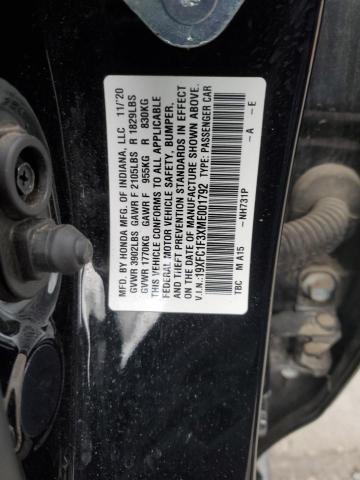 MFD. BY HONDA MFG. OF INDIANA, LLC 11/'20
GVWR 3902LBS GAWR F 2105LBS R 1829LBS
GVWR 1770KG GAWR F 955KG R 830KG
THIS VEHICLE CONFORMS TO ALL APPLICABLE
FEDERAL MOTOR VEHICLE SAFETY, BUMPER,
AND THEFT PREVENTION STANDARDS IN EFFECT
ON THE DATE OF MANUFACTURE SHOWN ABOVE.
V.I.N.:19XFC1F3XME001792 TYPE: PASSENGER CAR
TBC M A15 NH731P -A -E